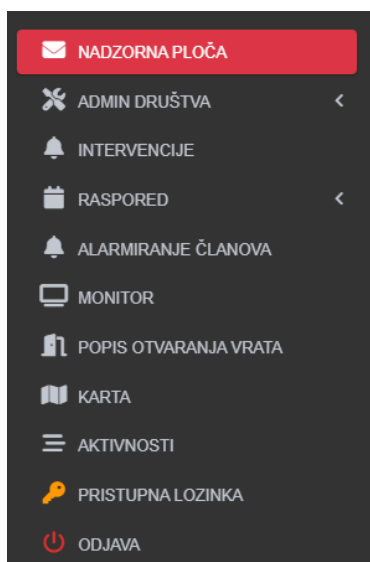 NADZORNA PLOČA
ADMIN DRUŠTVA
INTERVENCIJE
RASPORED
ALARMIRANJE ČLANOVA
MONITOR
POPIS OTVARANJA VRATA
KARTA
AKTIVNOSTI
PRISTUPNA LOZINKA
ODJAVA